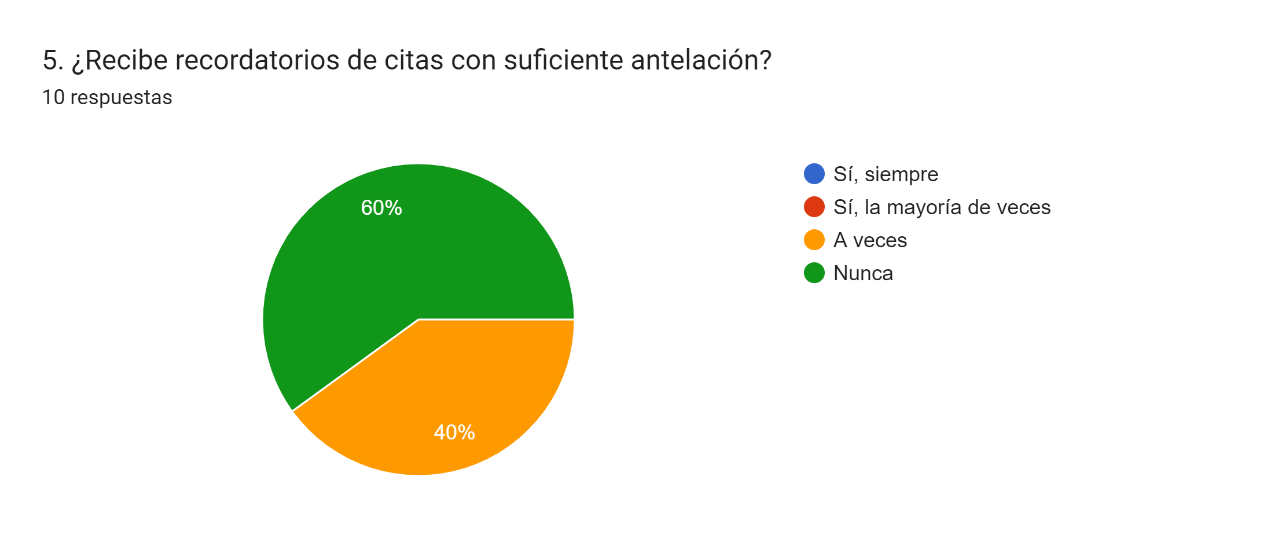 5. ¿Recibe recordatorios de citas con suficiente antelación?
10 respuestas
60%
40%
Sí, siempre
Sí, la mayoría de veces
A veces
Nunca